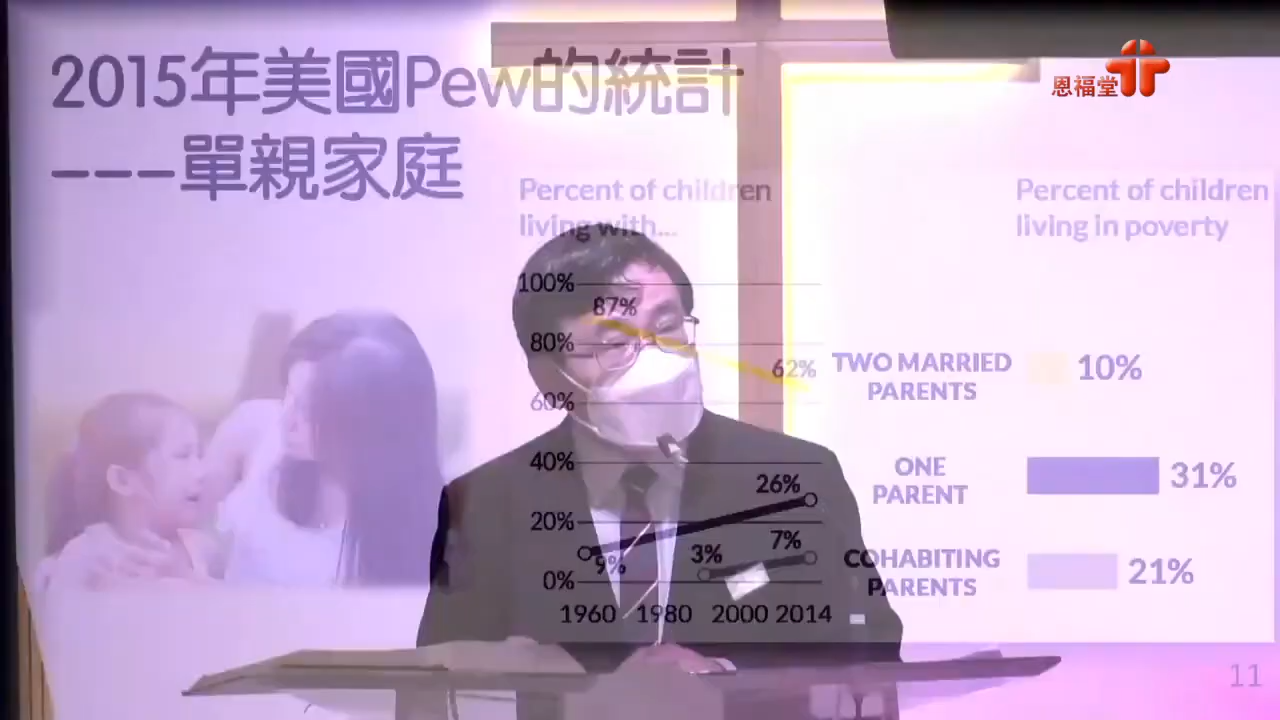 2015年美國Pew的統計
---單親家庭
恩福堂
Percent of children
living with...
100%
87%
80%
62%
60%
40%
26%
20%
9%
3%
7%
0%
1960 1980 2000 2014
Percent of children
living in poverty
TWO MARRIED
PARENTS
10%
ONE
PARENT
31%
COHABITING
PARENTS
21%
11